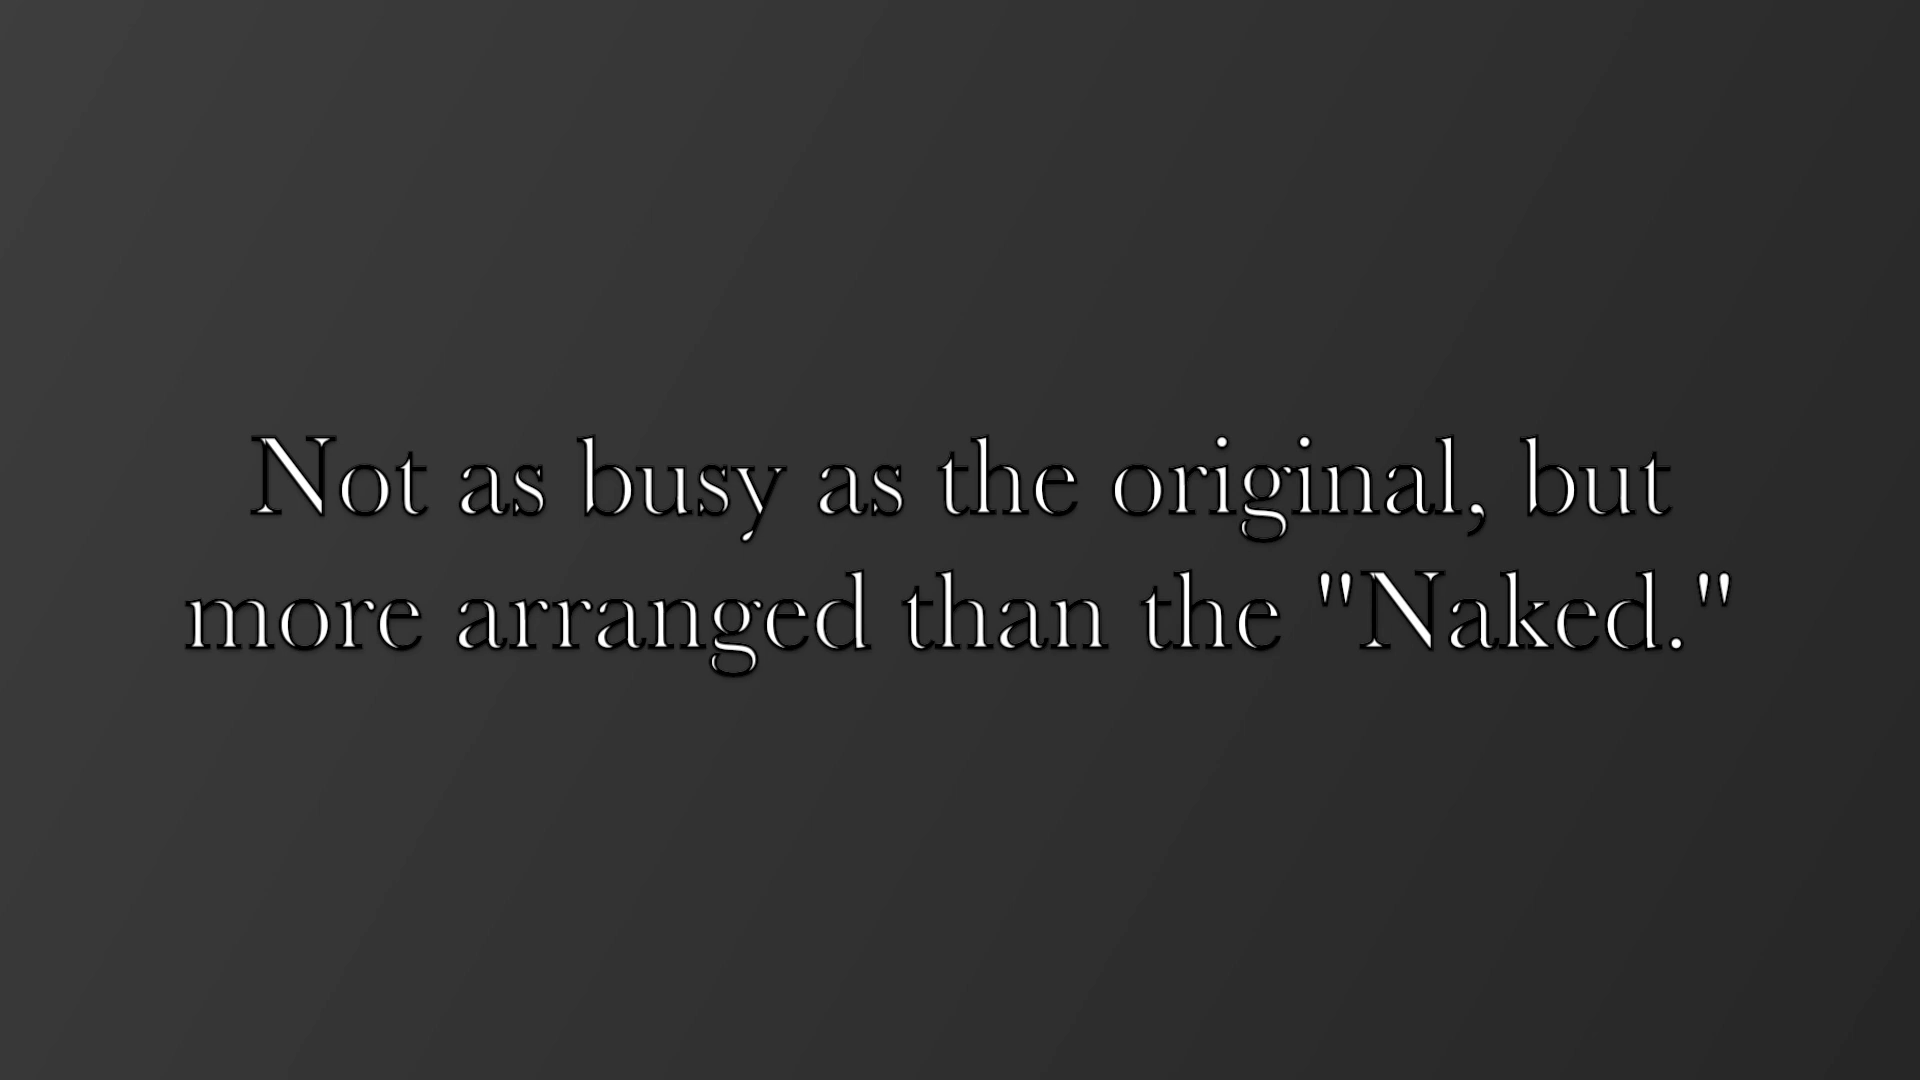 Not as busy as the original, but
more arranged than the "Naked."